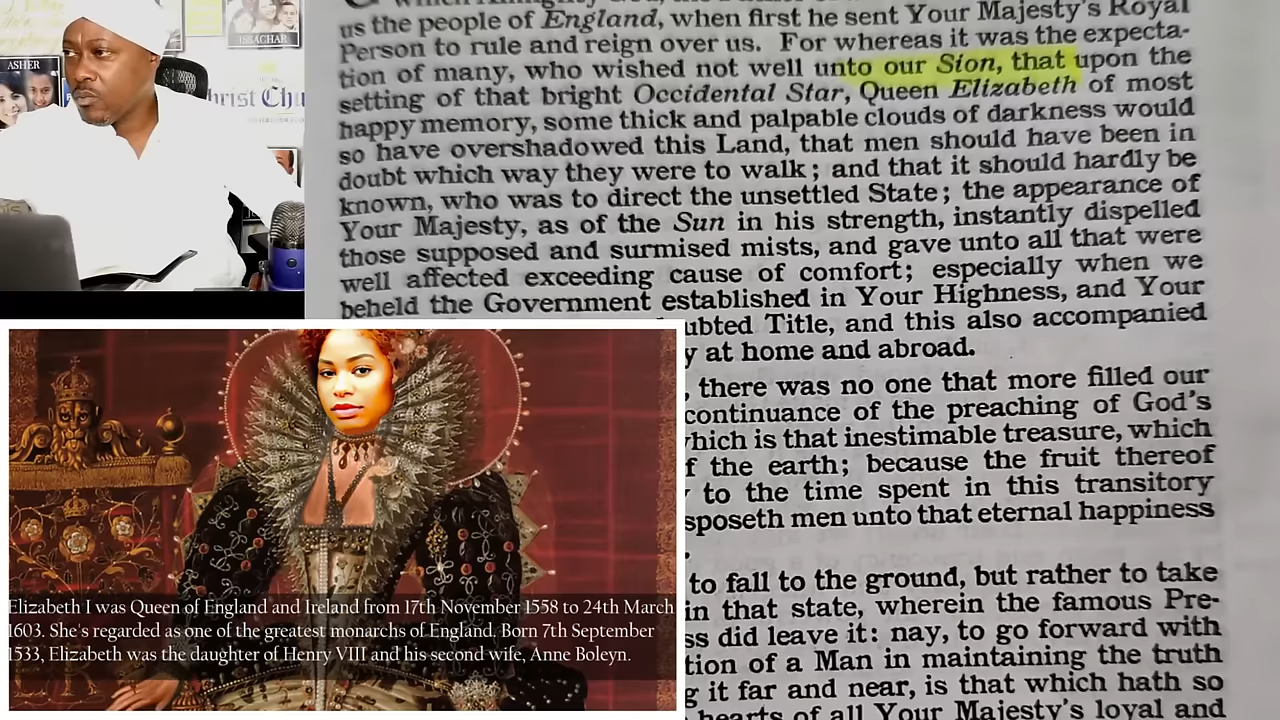 ASHER
ISSACHAR
hrist Chu
which Almighty God, the Father of
us the people of England, when first he sent Your Majesty's Royal
Person to rule and reign over us. For whereas it was the expecta-
tion of many, who wished not well unto our Sion, that upon the
setting of that bright Occidental Star, Queen Elizabeth of most
happy memory, some thick and palpable clouds of darkness would
so have overshadowed this Land, that men should have been in
doubt which way they were to walk; and that it should hardly be
known, who was to direct the unsettled State; the appearance of
Your Majesty, as of the Sun in his strength, instantly dispelled
those supposed and surmised mists, and gave unto all that were
well affected exceeding cause of comfort; especially when we
beheld the Government established in Your Highness, and Your
ubted Title, and this also accompanied
y at home and abroad.
, there was no one that more filled our
continuance of the preaching of God's
hich is that inestimable treasure, which
f the earth; because the fruit thereof
to the time spent in this transitory
sposeth men unto that eternal happiness
to fall to the ground, but rather to take
in that state, wherein the famous Pre-
ss did leave it: nay, to go forward with
tion of a Man in maintaining the truth
g it far and near, is that which hath so
hearts of all Your Majesty's loyal and
Elizabeth I was Queen of England and Ireland from 17th November 1558 to 24th March
1603. She's regarded as one of the greatest monarchs of England. Born 7th September
1533, Elizabeth was the daughter of Henry VIII and his second wife, Anne Boleyn.